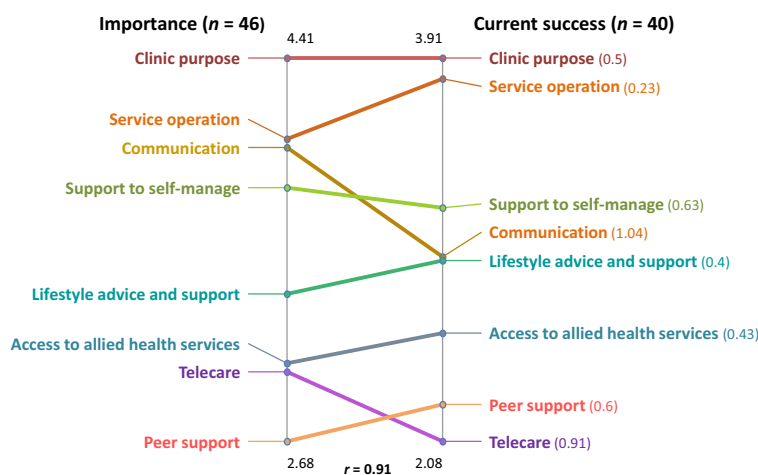 Importance (n = 46)
Current success (n = 40)
4.41
3.91
Clinic purpose
Clinic purpose (0.5)
Service operation (0.23)
Service operation
Communication
Support to self-manage
Support to self-manage (0.63)
Communication (1.04)
Lifestyle advice and support (0.4)
Lifestyle advice and support
Access to allied health services (0.43)
Access to allied health services
Telecare
Peer support (0.6)
Peer support
Telecare (0.91)
2.68
r = 0.91
2.08